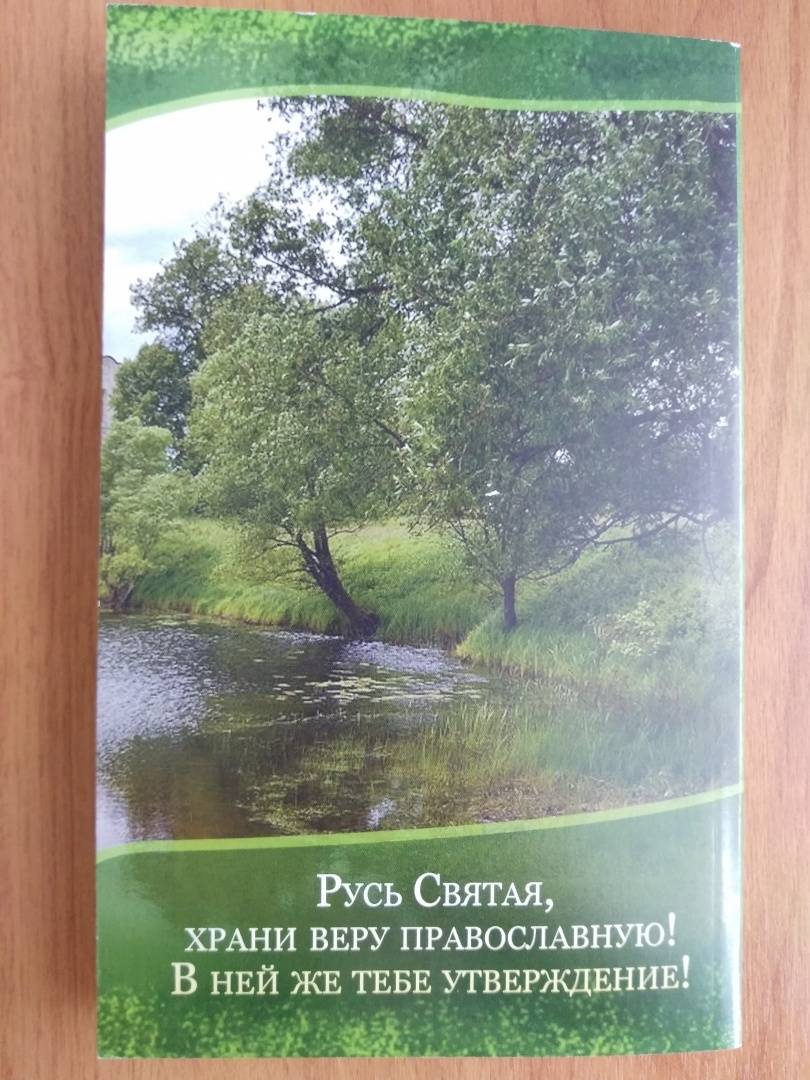 Русь Святая,
храни веру православную!
В ней же тебе утверждение!